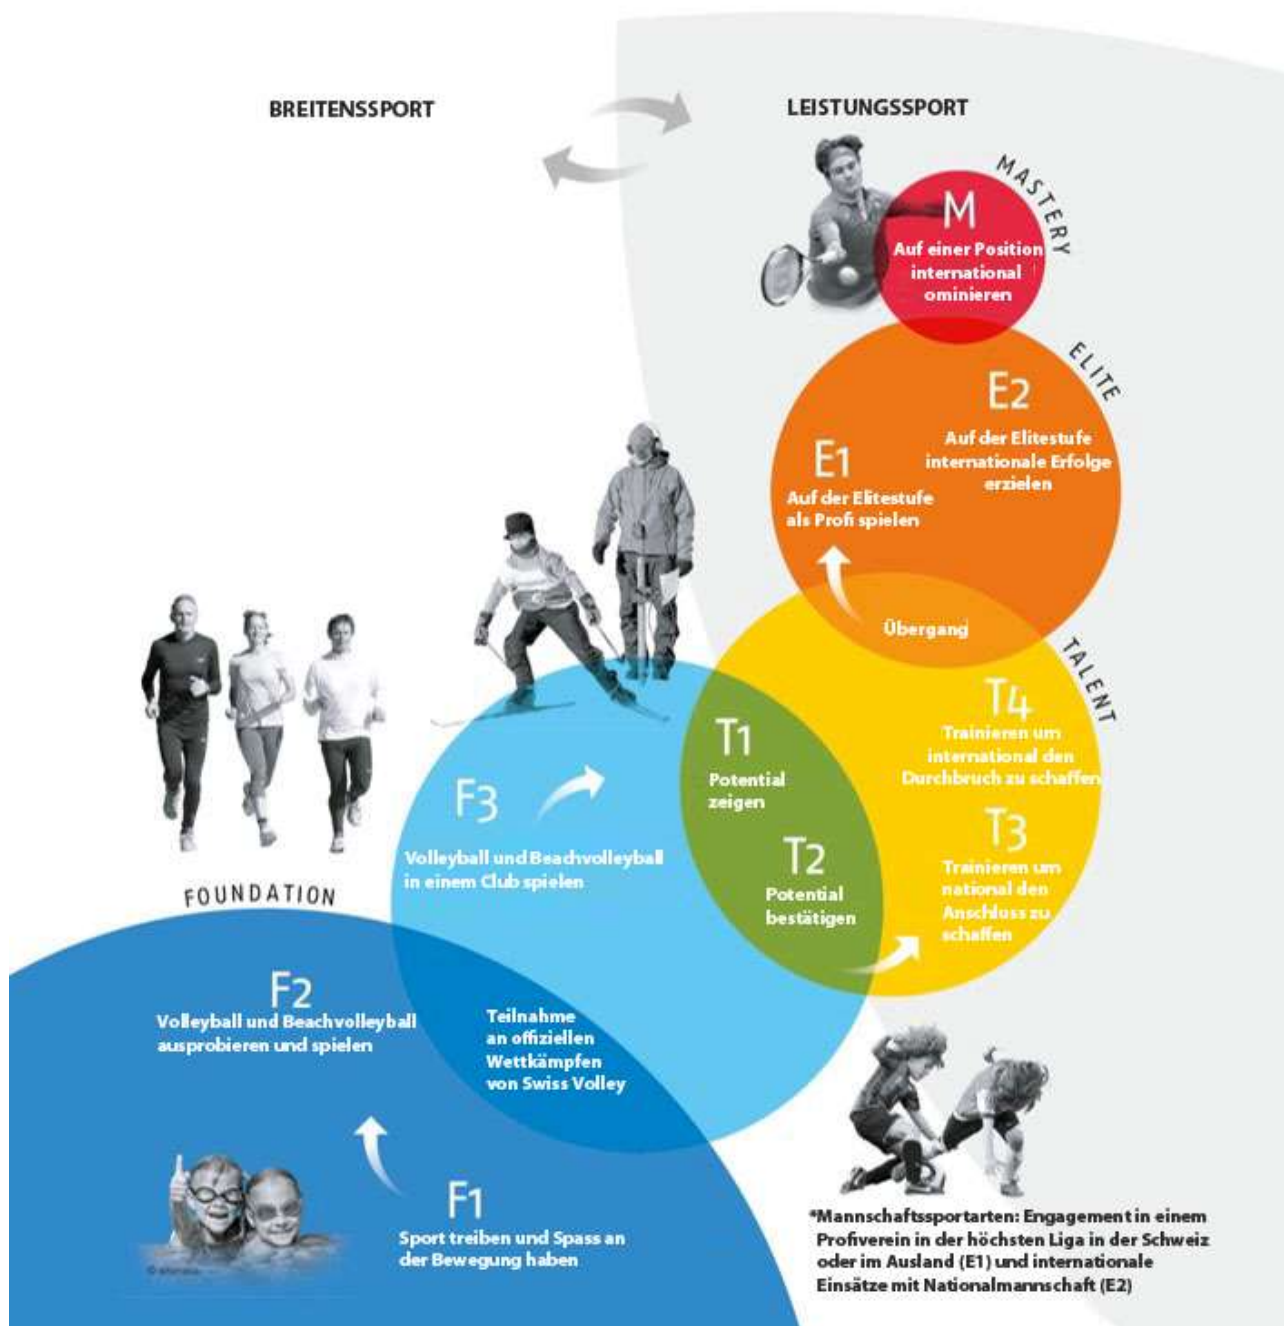 BREITENSSPORT
LEISTUNGSSPORT
MASTERY
M
Auf einer Position
international
ominieren
ELITE
E2
Auf der Elitestufe
internationale Erfolge
erzielen
E1
Auf der Elitestufe
als Profi spielen
Übergang
TALENT
T4
Trainieren um
international den
Durchbruch zu schaffen
T1
Potential
zeigen
T3
Trainieren um
national den
Anschluss zu
schaffen
T2
Potential
bestätigen
F3
Volleyball und Beachvolleyball
in einem Club spielen
FOUNDATION
F2
Volleyball und Beachvolleyball
ausprobieren und spielen
Teilnahme
an offiziellen
Wettkämpfen
von Swiss Volley
F1
Sport treiben und Spass an
der Bewegung haben
*Mannschaftssportarten: Engagement in einem
Profiverein in der höchsten Liga in der Schweiz
oder im Ausland (E1) und internationale
Einsätze mit Nationalmannschaft (E2)